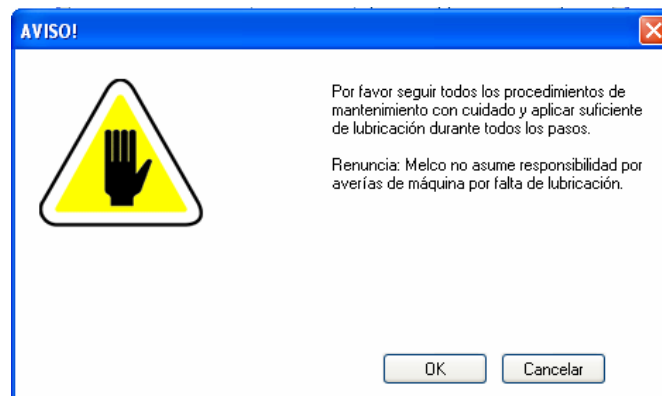 AVISO!
Por favor seguir todos los procedimientos de
mantenimiento con cuidado y aplicar suficiente
de lubricación durante todos los pasos.
Renuncia: Melco no asume responsibilidad por
averías de máquina por falta de lubricación.
OK
Cancelar